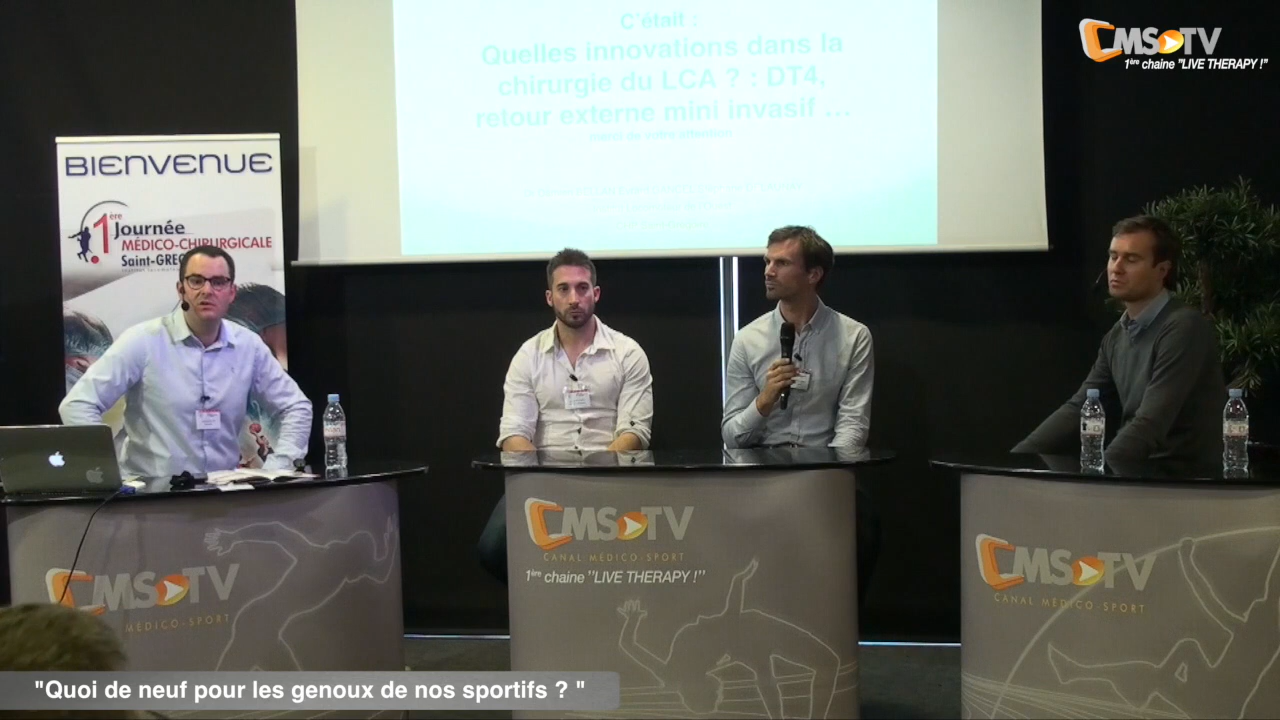 C'était :
Quelles innovations dans la
chirurgie du LCA ? : DT4,
retour externe mini invasif ...
CMS TV
1ère chaine "LIVE THERAPY !"
BIENVENUE
1ère
Journée
MÉDICO-CHIRURGICALE
Saint-GREG
CMS TV
CANAL MÉDICO-SPORT
1ère chaine "LIVE THERAPY !"
CMS TV
MÉDICO-SPORT
CMS TV
CANAL MÉDICO-SPORT
"Quoi de neuf pour les genoux de nos sportifs ? "